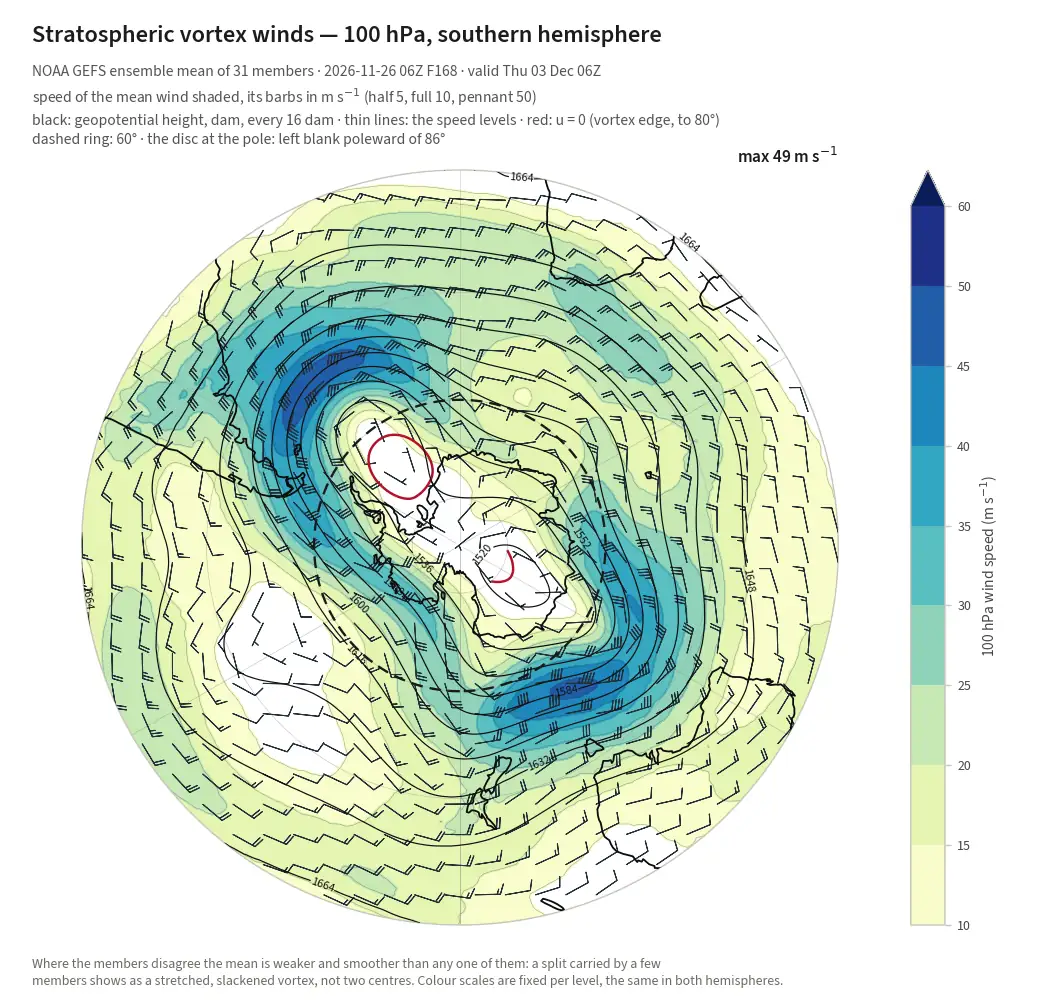 Stratospheric vortex winds — 100 hPa, southern hemisphere
NOAA GEFS ensemble mean of 31 members · 2026-11-26 06Z F168 · valid Thu 03 Dec 06Z
speed of the mean wind shaded, its barbs in m s⁻¹ (half 5, full 10, pennant 50)
black: geopotential height, dam, every 16 dam · thin lines: the speed levels · red: u = 0 (vortex edge, to 80°)
dashed ring: 60° · the disc at the pole: left blank poleward of 86°
max 49 m s⁻¹
1664
1664
60
50
45
40
35
30
25
20
15
10
100 hPa wind speed (m s⁻¹)
1552
1520
1536
1648
1664
1600
1584
1632
1664
Where the members disagree the mean is weaker and smoother than any one of them: a split carried by a few
members shows as a stretched, slackened vortex, not two centres. Colour scales are fixed per level, the same in both hemispheres.